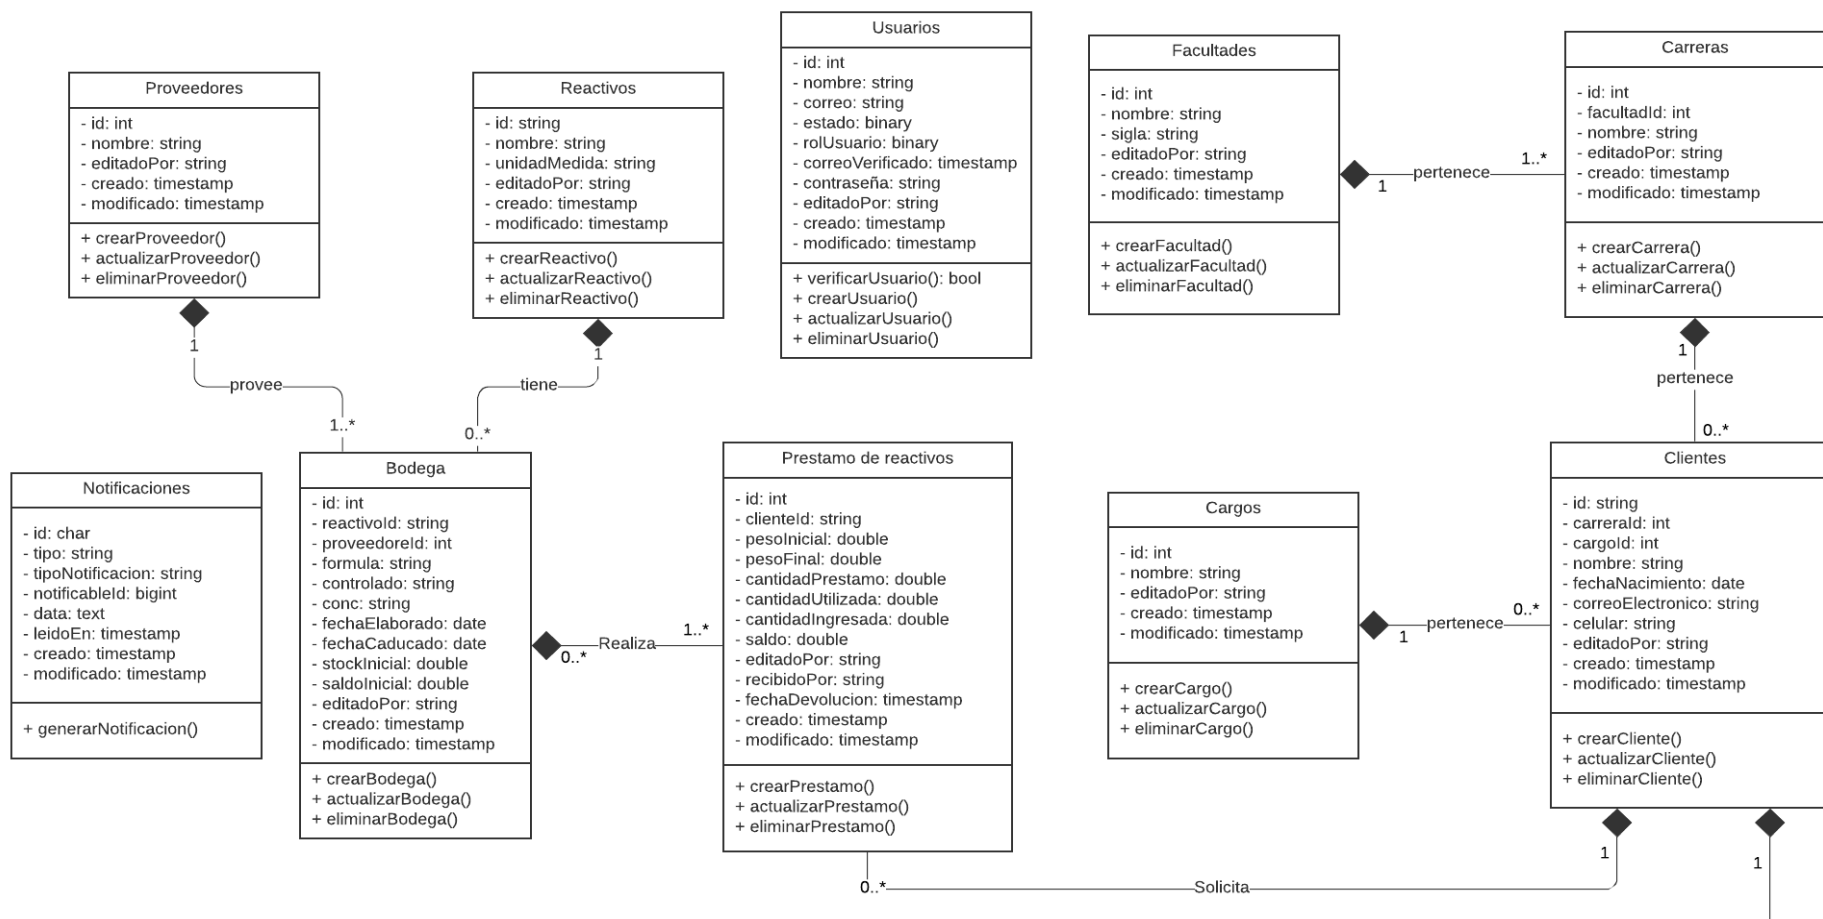 Proveedores
- id: int
- nombre: string
- editadoPor: string
- creado: timestamp
- modificado: timestamp
+ crearProveedor()
+ actualizarProveedor()
+ eliminarProveedor()
1
provee
1..*
Reactivos
- id: string
- nombre: string
- unidadMedida: string
- editadoPor: string
- creado: timestamp
- modificado: timestamp
+ crearReactivo()
+ actualizarReactivo()
+ eliminarReactivo()
1
tiene
0..*
Usuarios
- id: int
- nombre: string
- correo: string
- estado: binary
- rolUsuario: binary
- correoVerificado: timestamp
- contraseña: string
- editadoPor: string
- creado: timestamp
- modificado: timestamp
+ verificarUsuario(): bool
+ crearUsuario()
+ actualizarUsuario()
+ eliminarUsuario()
Facultades
- id: int
- nombre: string
- sigla: string
- editadoPor: string
- creado: timestamp
- modificado: timestamp
+ crearFacultad()
+ actualizarFacultad()
+ eliminarFacultad()
1
pertenece
1..*
Carreras
- id: int
- facultadId: int
- nombre: string
- editadoPor: string
- creado: timestamp
- modificado: timestamp
+ crearCarrera()
+ actualizarCarrera()
+ eliminarCarrera()
1
pertenece
0..*
Notificaciones
- id: char
- tipo: string
- tipoNotificacion: string
- notificableId: bigint
- data: text
- leidoEn: timestamp
- creado: timestamp
- modificado: timestamp
+ generarNotificacion()
Bodega
- id: int
- reactivoId: string
- proveedoreId: int
- formula: string
- controlado: string
- conc: string
- fechaElaborado: date
- fechaCaducado: date
- stockInicial: double
- saldoInicial: double
- editadoPor: string
- creado: timestamp
- modificado: timestamp
+ crearBodega()
+ actualizarBodega()
+ eliminarBodega()
0..*
Realiza
1..*
Prestamo de reactivos
- id: int
- clienteId: string
- pesoInicial: double
- pesoFinal: double
- cantidadPrestamo: double
- cantidadUtilizada: double
- cantidadIngresada: double
- saldo: double
- editadoPor: string
- recibidoPor: string
- fechaDevolucion: timestamp
- creado: timestamp
- modificado: timestamp
+ crearPrestamo()
+ actualizarPrestamo()
+ eliminarPrestamo()
Cargos
- id: int
- nombre: string
- editadoPor: string
- creado: timestamp
- modificado: timestamp
+ crearCargo()
+ actualizarCargo()
+ eliminarCargo()
1
pertenece
0..*
Clientes
- id: string
- carreraId: int
- cargoId: int
- nombre: string
- fechaNacimiento: date
- correoElectronico: string
- celular: string
- editadoPor: string
- creado: timestamp
- modificado: timestamp
+ crearCliente()
+ actualizarCliente()
+ eliminarCliente()
0..*
Solicita
1
1